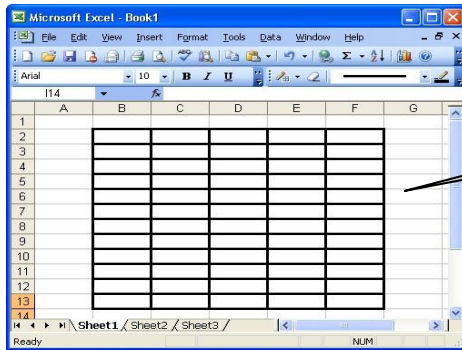 Microsoft Excel - Book1
File Edit View Insert Format Tools Data Window Help
Arial 10 B I U
I14 fx
A B C D E F G
1
2
3
4
5
6
7
8
9
10
11
12
13
14
Sheet1 Sheet2 Sheet3
Ready NUM